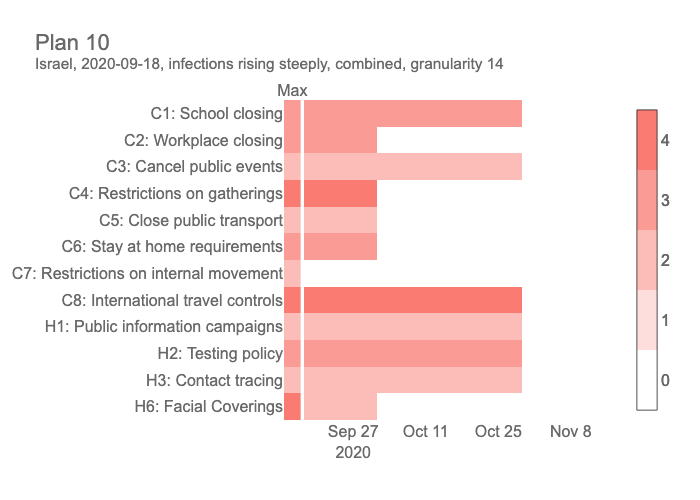 Plan 10
Israel, 2020-09-18, infections rising steeply, combined, granularity 14
Max
C1: School closing
C2: Workplace closing
C3: Cancel public events
C4: Restrictions on gatherings
C5: Close public transport
C6: Stay at home requirements
C7: Restrictions on internal movement
C8: International travel controls
H1: Public information campaigns
H2: Testing policy
H3: Contact tracing
H6: Facial Coverings
Sep 27 Oct 11 Oct 25 Nov 8
2020
4
3
2
1
0